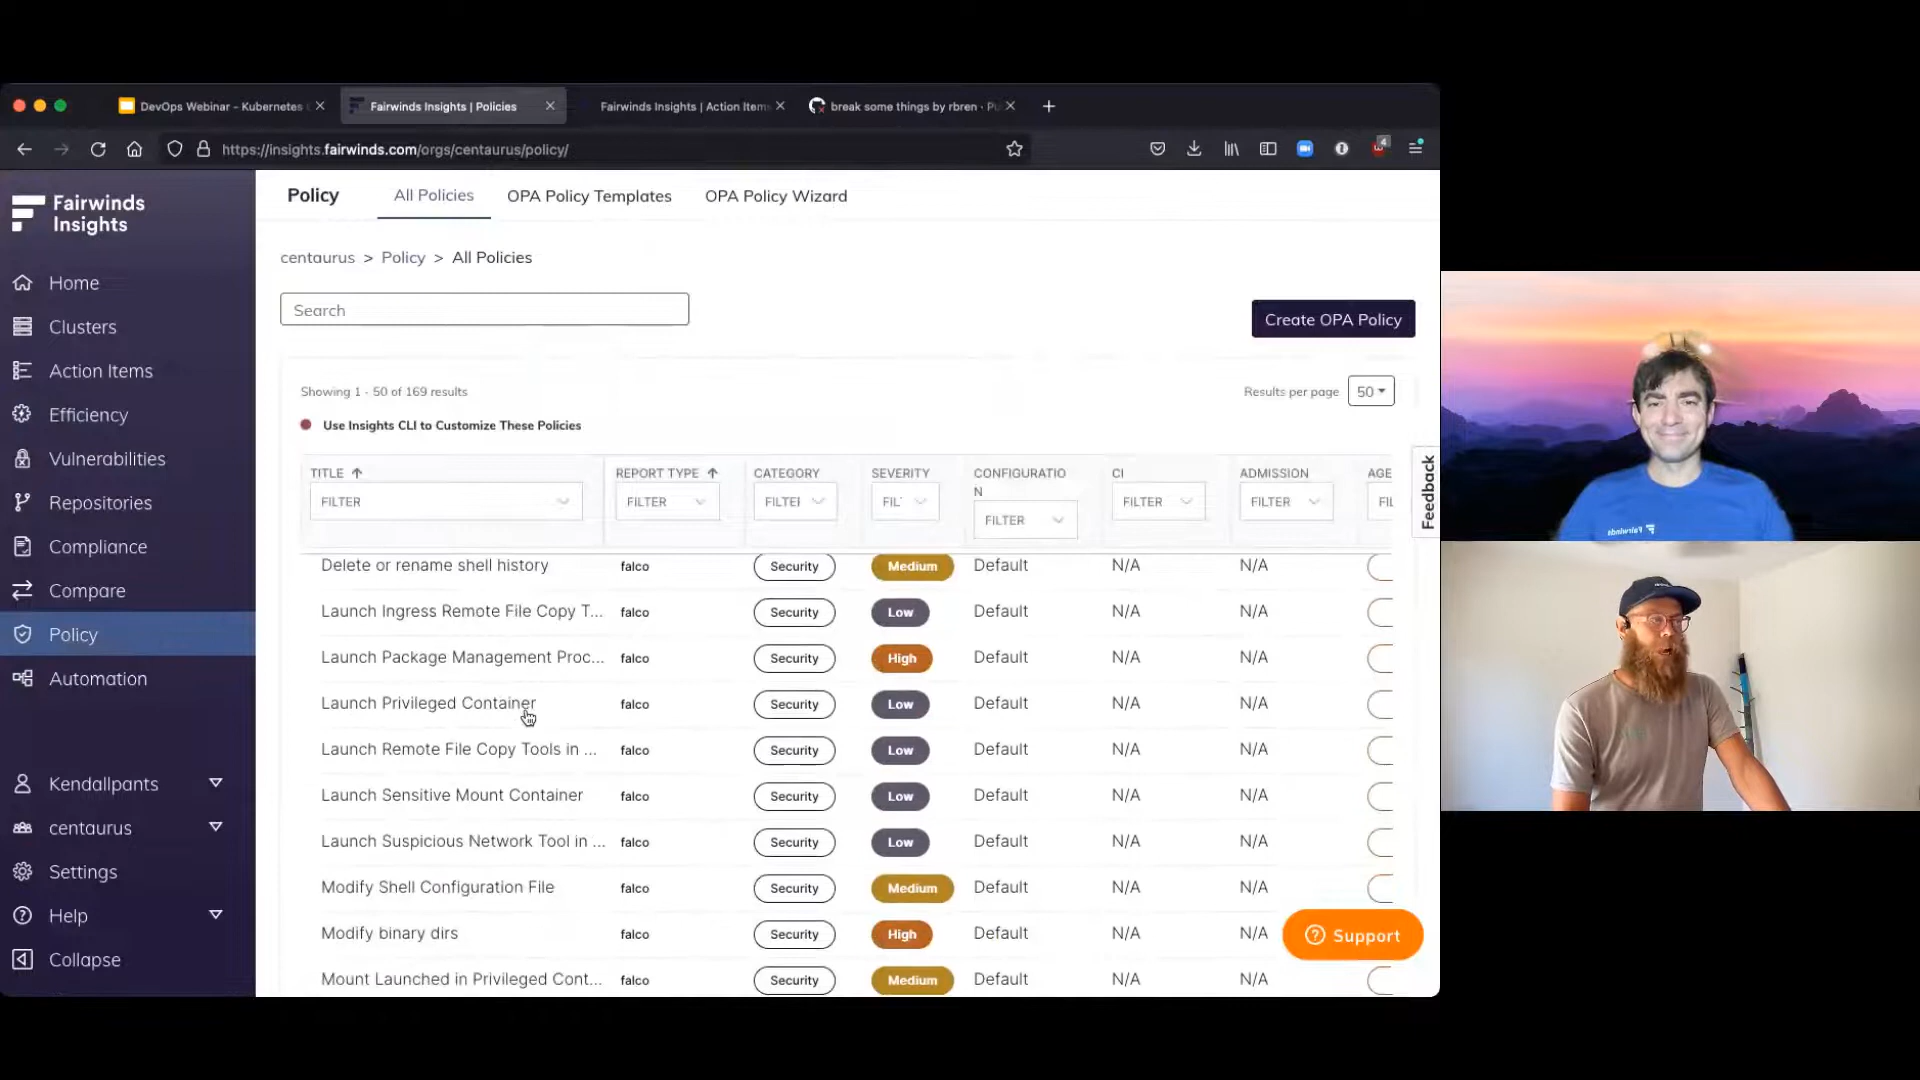 DevOps Webinar - Kubernetes
Fairwinds Insights | Policies
Fairwinds Insights | Action Item
break some things by rbren · Pu
https://insights.fairwinds.com/orgs/centaurus/policy/
4
Fairwinds
Insights
Home
Clusters
Action Items
Efficiency
Vulnerabilities
Repositories
Compliance
Compare
Policy
Automation
Kendallpants
centaurus
Settings
Help
Collapse
Policy
All Policies
OPA Policy Templates
OPA Policy Wizard
centaurus > Policy > All Policies
Search
Create OPA Policy
Showing 1 - 50 of 169 results
Results per page 50
Use Insights CLI to Customize These Policies
TITLE REPORT TYPE CATEGORY SEVERITY CONFIGURATIO
N CI ADMISSION AGE
FILTER FILTER FILTE FIL FILTER FILTER FILTER FIL
Delete or rename shell history falco Security Medium Default N/A N/A
Launch Ingress Remote File Copy T... falco Security Low Default N/A N/A
Launch Package Management Proc... falco Security High Default N/A N/A
Launch Privileged Container falco Security Low Default N/A N/A
Launch Remote File Copy Tools in ... falco Security Low Default N/A N/A
Launch Sensitive Mount Container falco Security Low Default N/A N/A
Launch Suspicious Network Tool in ... falco Security Low Default N/A N/A
Modify Shell Configuration File falco Security Medium Default N/A N/A
Modify binary dirs falco Security High Default N/A N/A
Mount Launched in Privileged Cont... falco Security Medium Default N/A N/A
Feedback
Support
Fairwinds